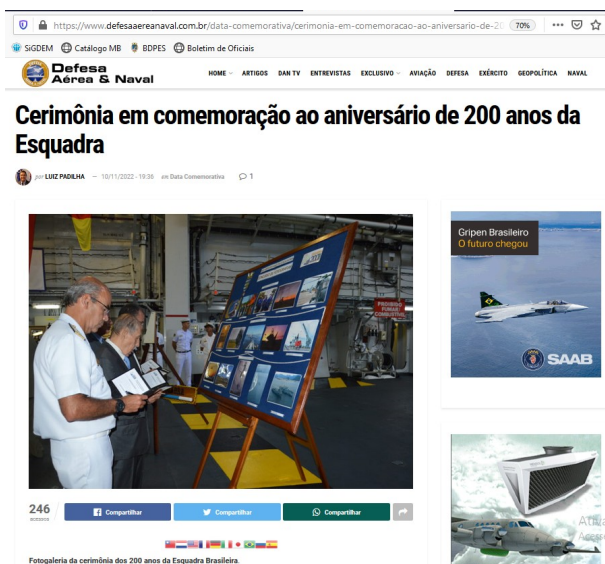 https://www.defesaaereanaval.com.br/data-comemorativa/cerimonia-em-comemoracao-ao-aniversario-de-20
70%
SiGDEM Catálogo MB BDPES Boletim de Oficiais
Defesa
Aérea & Naval
HOME ARTIGOS DAN TV ENTREVISTAS EXCLUSIVO AVIAÇÃO DEFESA EXÉRCITO GEOPOLÍTICA NAVAL
Cerimônia em comemoração ao aniversário de 200 anos da
Esquadra
por LUIZ PADILHA — 10/11/2022 - 19:36 em Data Comemorativa 1
Gripen Brasileiro
O futuro chegou
PROIBIDO
FUMAR
COMBUSTÍVEL
SAAB
246
Compartilhar
Compartilhar
Compartilhar
Fotogaleria da cerimônia dos 200 anos da Esquadra Brasileira.